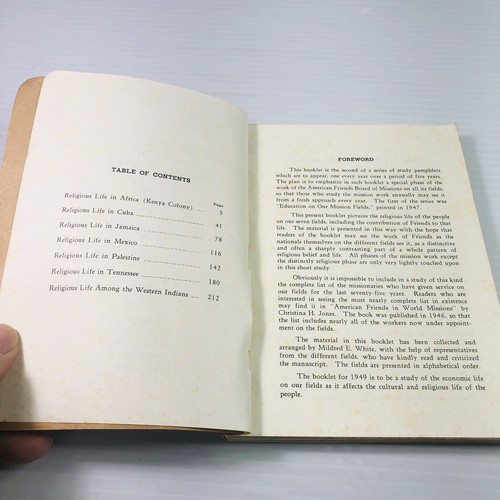 TABLE OF CONTENTS
Page
Religious Life in Africa (Kenya Colony) 5
Religious Life in Cuba 41
Religious Life in Jamaica 78
Religious Life in Mexico 116
Religious Life in Palestine 142
Religious Life in Tennessee 180
Religious Life Among the Western Indians 212
FOREWORD
This booklet is the second of a series of study pamphlets
which are to appear, one every year over a period of five years.
The plan is to emphasize in each booklet a special phase of the
work of the American Friends Board of Missions on all its fields,
so that those who study the mission work annually may see it
from a fresh approach every year. The first of the series was
"Education on Our Mission Fields," printed in 1947.
This present booklet pictures the religious life of the people
on our seven fields, including the contribution of Friends to that
life. The material is presented in this way with the hope that
readers of the booklet may see the work of Friends as the
nationals themselves on the different fields see it, as a distinctive
and often a sharply contrasting part of a whole pattern of
religious belief and life. All phases of the mission work except
the distinctly religious phase are only very lightly touched upon
in this short study.
Obviously it is impossible to include in a study of this kind
the complete list of the missionaries who have given service on
our fields for the last seventy-five years. Readers who are
interested in seeing the most nearly complete list in existence
may find it in "American Friends in World Missions" by
Christina H. Jones. The book was published in 1946, so that
the list includes nearly all of the workers now under appoint-
ment on the fields.
The material in this booklet has been collected and
arranged by Mildred E. White, with the help of representatives
from the different fields, who have kindly read and criticized
the manuscript. The fields are presented in alphabetical order.
The booklet for 1949 is to be a study of the economic life
on our fields as it affects the cultural and religious life of the
people.